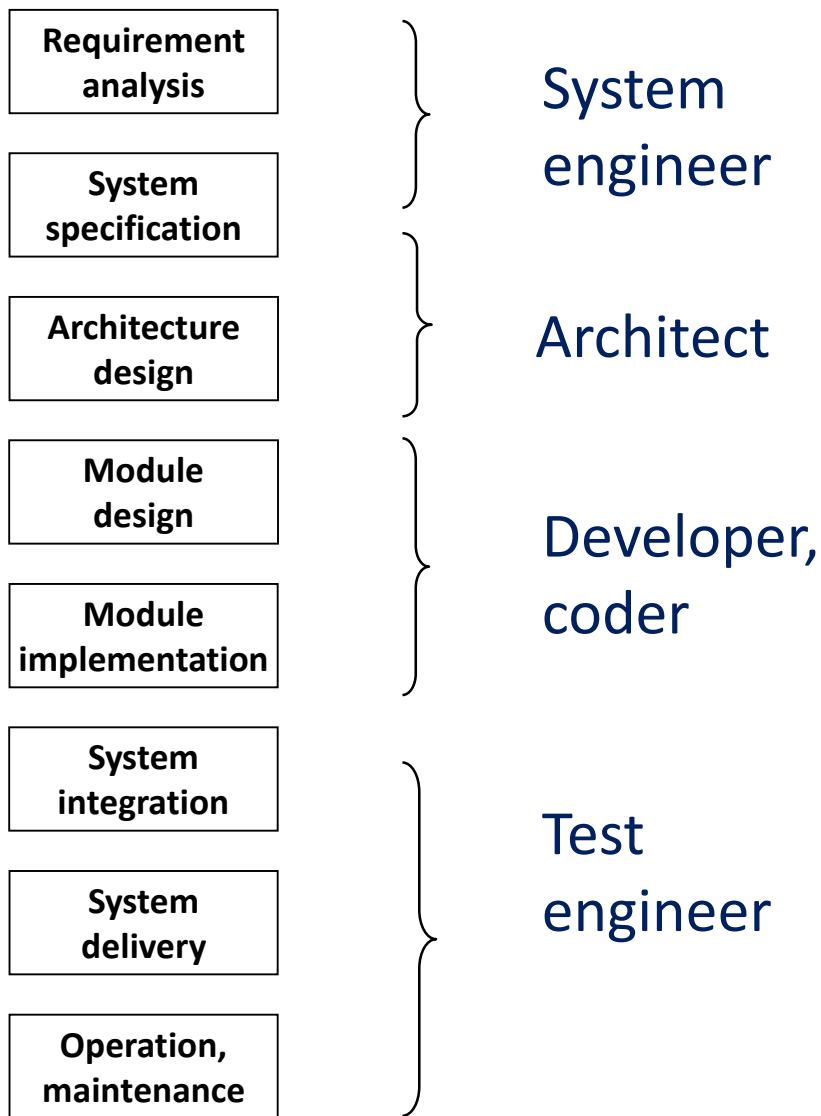 Requirement
analysis
System
engineer
System
specification
Architecture
design
Architect
Module
design
Developer,
coder
Module
implementation
System
integration
Test
engineer
System
delivery
Operation,
maintenance